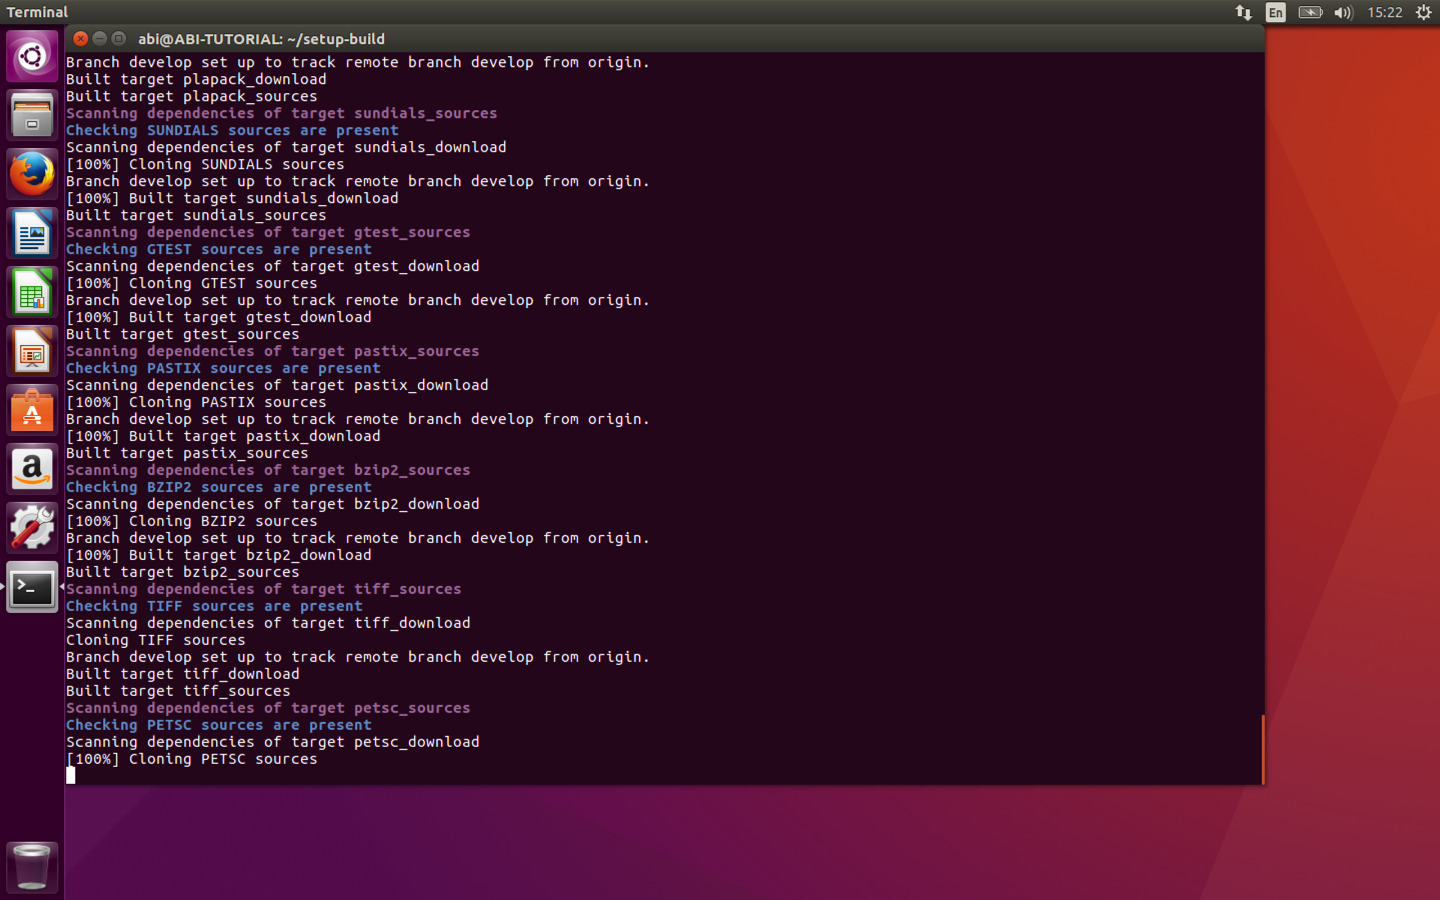 Terminal
En
15:22
abi@ABI-TUTORIAL: ~/setup-build
Branch develop set up to track remote branch develop from origin.
Built target plapack_download
Built target plapack_sources
Scanning dependencies of target sundials_sources
Checking SUNDIALS sources are present
Scanning dependencies of target sundials_download
[100%] Cloning SUNDIALS sources
Branch develop set up to track remote branch develop from origin.
[100%] Built target sundials_download
Built target sundials_sources
Scanning dependencies of target gtest_sources
Checking GTEST sources are present
Scanning dependencies of target gtest_download
[100%] Cloning GTEST sources
Branch develop set up to track remote branch develop from origin.
[100%] Built target gtest_download
Built target gtest_sources
Scanning dependencies of target pastix_sources
Checking PASTIX sources are present
Scanning dependencies of target pastix_download
[100%] Cloning PASTIX sources
Branch develop set up to track remote branch develop from origin.
[100%] Built target pastix_download
Built target pastix_sources
Scanning dependencies of target bzip2_sources
Checking BZIP2 sources are present
Scanning dependencies of target bzip2_download
[100%] Cloning BZIP2 sources
Branch develop set up to track remote branch develop from origin.
[100%] Built target bzip2_download
Built target bzip2_sources
Scanning dependencies of target tiff_sources
Checking TIFF sources are present
Scanning dependencies of target tiff_download
Cloning TIFF sources
Branch develop set up to track remote branch develop from origin.
Built target tiff_download
Built target tiff_sources
Scanning dependencies of target petsc_sources
Checking PETSC sources are present
Scanning dependencies of target petsc_download
[100%] Cloning PETSC sources